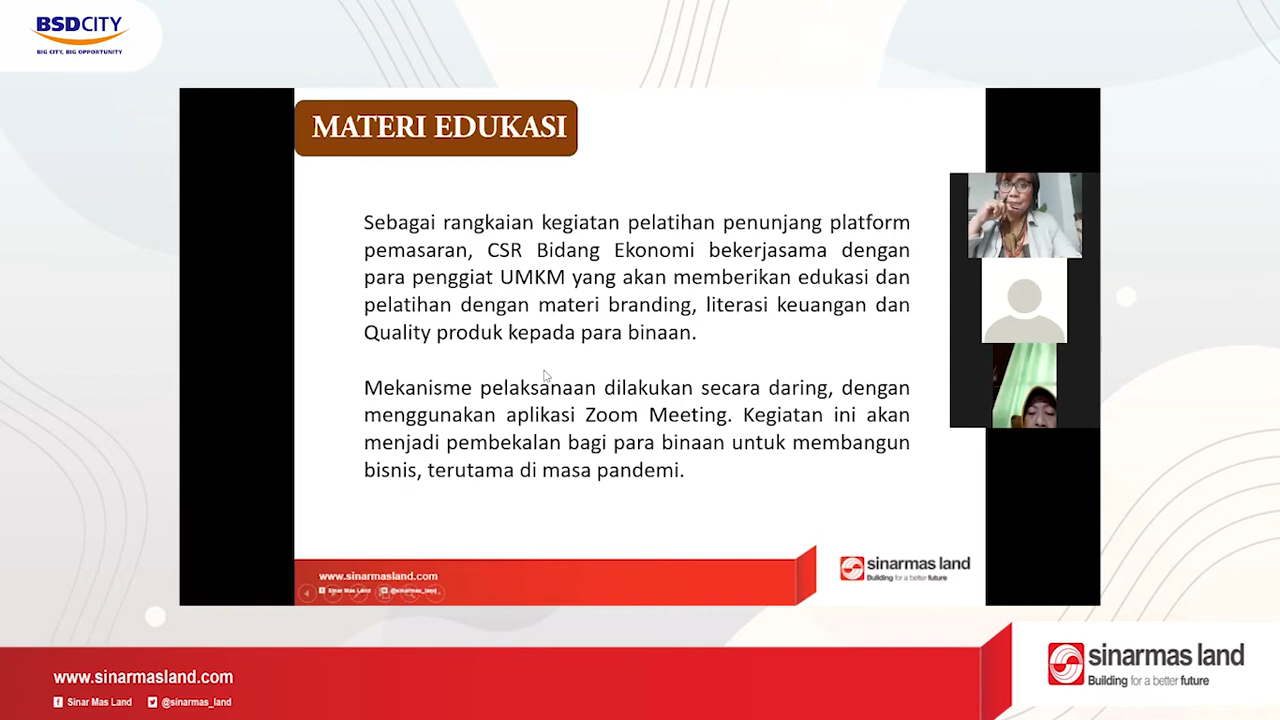 BSDCITY
BIG CITY, BIG OPPORTUNITY
MATERI EDUKASI
Sebagai rangkaian kegiatan pelatihan penunjang platform
pemasaran, CSR Bidang Ekonomi bekerjasama dengan
para penggiat UMKM yang akan memberikan edukasi dan
pelatihan dengan materi branding, literasi keuangan dan
Quality produk kepada para binaan.
Mekanisme pelaksanaan dilakukan secara daring, dengan
menggunakan aplikasi Zoom Meeting. Kegiatan ini akan
menjadi pembekalan bagi para binaan untuk membangun
bisnis, terutama di masa pandemi.
www.sinarmasland.com
Sinar Mas Land @sinarmas_land
sinarmas land
Building for a better future
www.sinarmasland.com
Sinar Mas Land @sinarmas_land
sinarmas land
Building for a better future